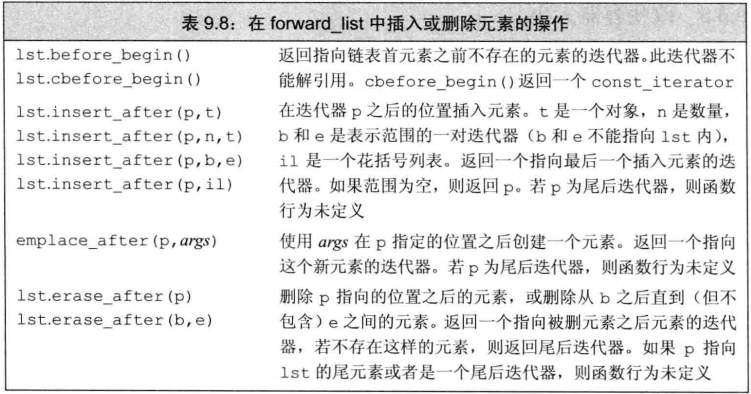 表 9.8：在 forward_list 中插入或删除元素的操作
lst.before_begin() 返回指向链表首元素之前不存在的元素的迭代器。此迭代器不
lst.cbefore_begin() 能解引用。cbefore_begin()返回一个 const_iterator
lst.insert_after(p,t) 在迭代器 p 之后的位置插入元素。t 是一个对象，n 是数量，
lst.insert_after(p,n,t) b 和 e 是表示范围的一对迭代器（b 和 e 不能指向 lst 内），
lst.insert_after(p,b,e) il 是一个花括号列表。返回一个指向最后一个插入元素的迭
lst.insert_after(p,il) 代器。如果范围为空，则返回 p。若 p 为尾后迭代器，则函数
行为未定义
emplace_after(p,args) 使用 args 在 p 指定的位置之后创建一个元素。返回一个指向
这个新元素的迭代器。若 p 为尾后迭代器，则函数行为未定义
lst.erase_after(p) 删除 p 指向的位置之后的元素，或删除从 b 之后直到（但不
lst.erase_after(b,e) 包含）e 之间的元素。返回一个指向被删元素之后元素的迭代
器，若不存在这样的元素，则返回尾后迭代器。如果 p 指向
lst 的尾元素或者是一个尾后迭代器，则函数行为未定义